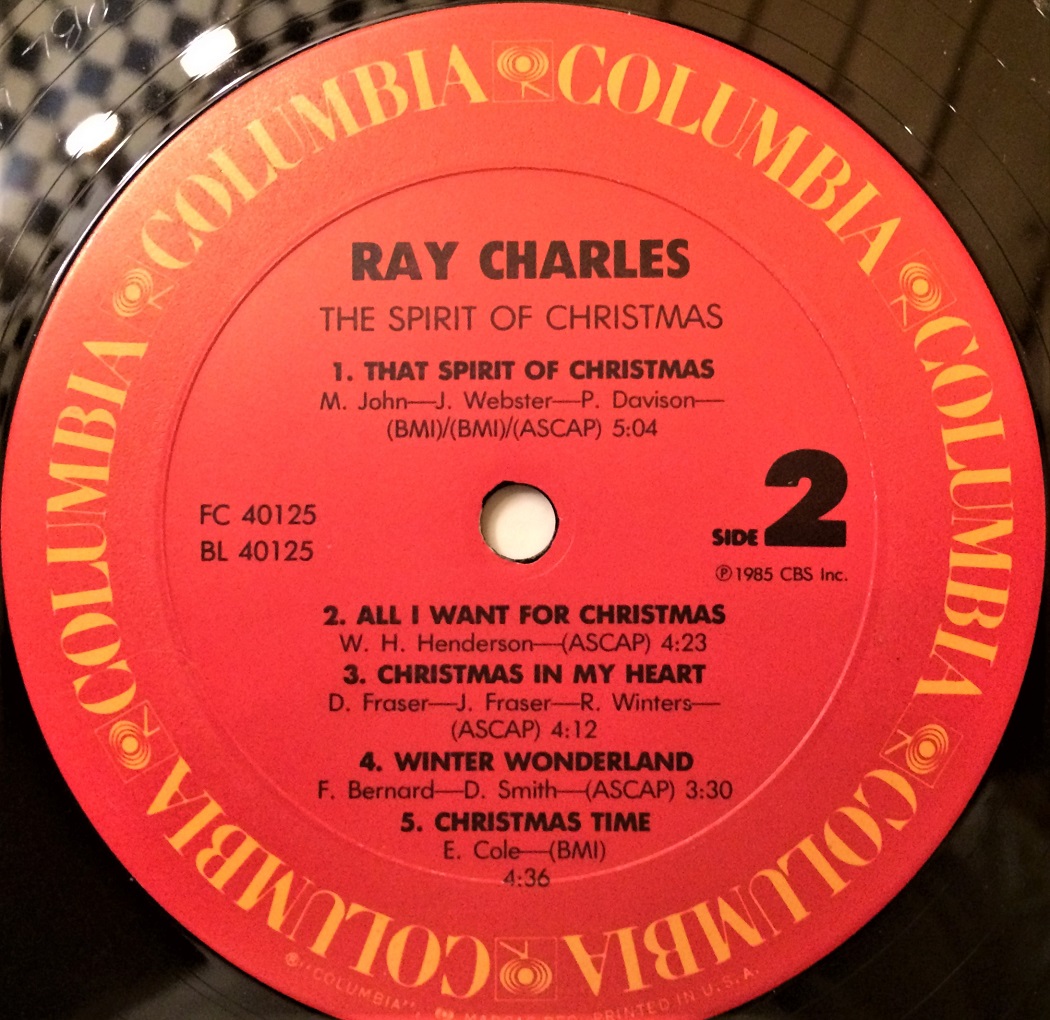 COLUMBIA COLUMBIA COLUMBIA COLUMBIA COLUMBIA COLUMBIA
RAY CHARLES
THE SPIRIT OF CHRISTMAS
1. THAT SPIRIT OF CHRISTMAS
M. John—J. Webster—P. Davison—
(BMI)/(BMI)/(ASCAP) 5:04
FC 40125
BL 40125
SIDE 2
℗1985 CBS Inc.
2. ALL I WANT FOR CHRISTMAS
W. H. Henderson—(ASCAP) 4:23
3. CHRISTMAS IN MY HEART
D. Fraser—J. Fraser—R. Winters—
(ASCAP) 4:12
4. WINTER WONDERLAND
F. Bernard—D. Smith—(ASCAP) 3:30
5. CHRISTMAS TIME
E. Cole—(BMI)
4:36
®"COLUMBIA", PRINTED IN U.S.A.